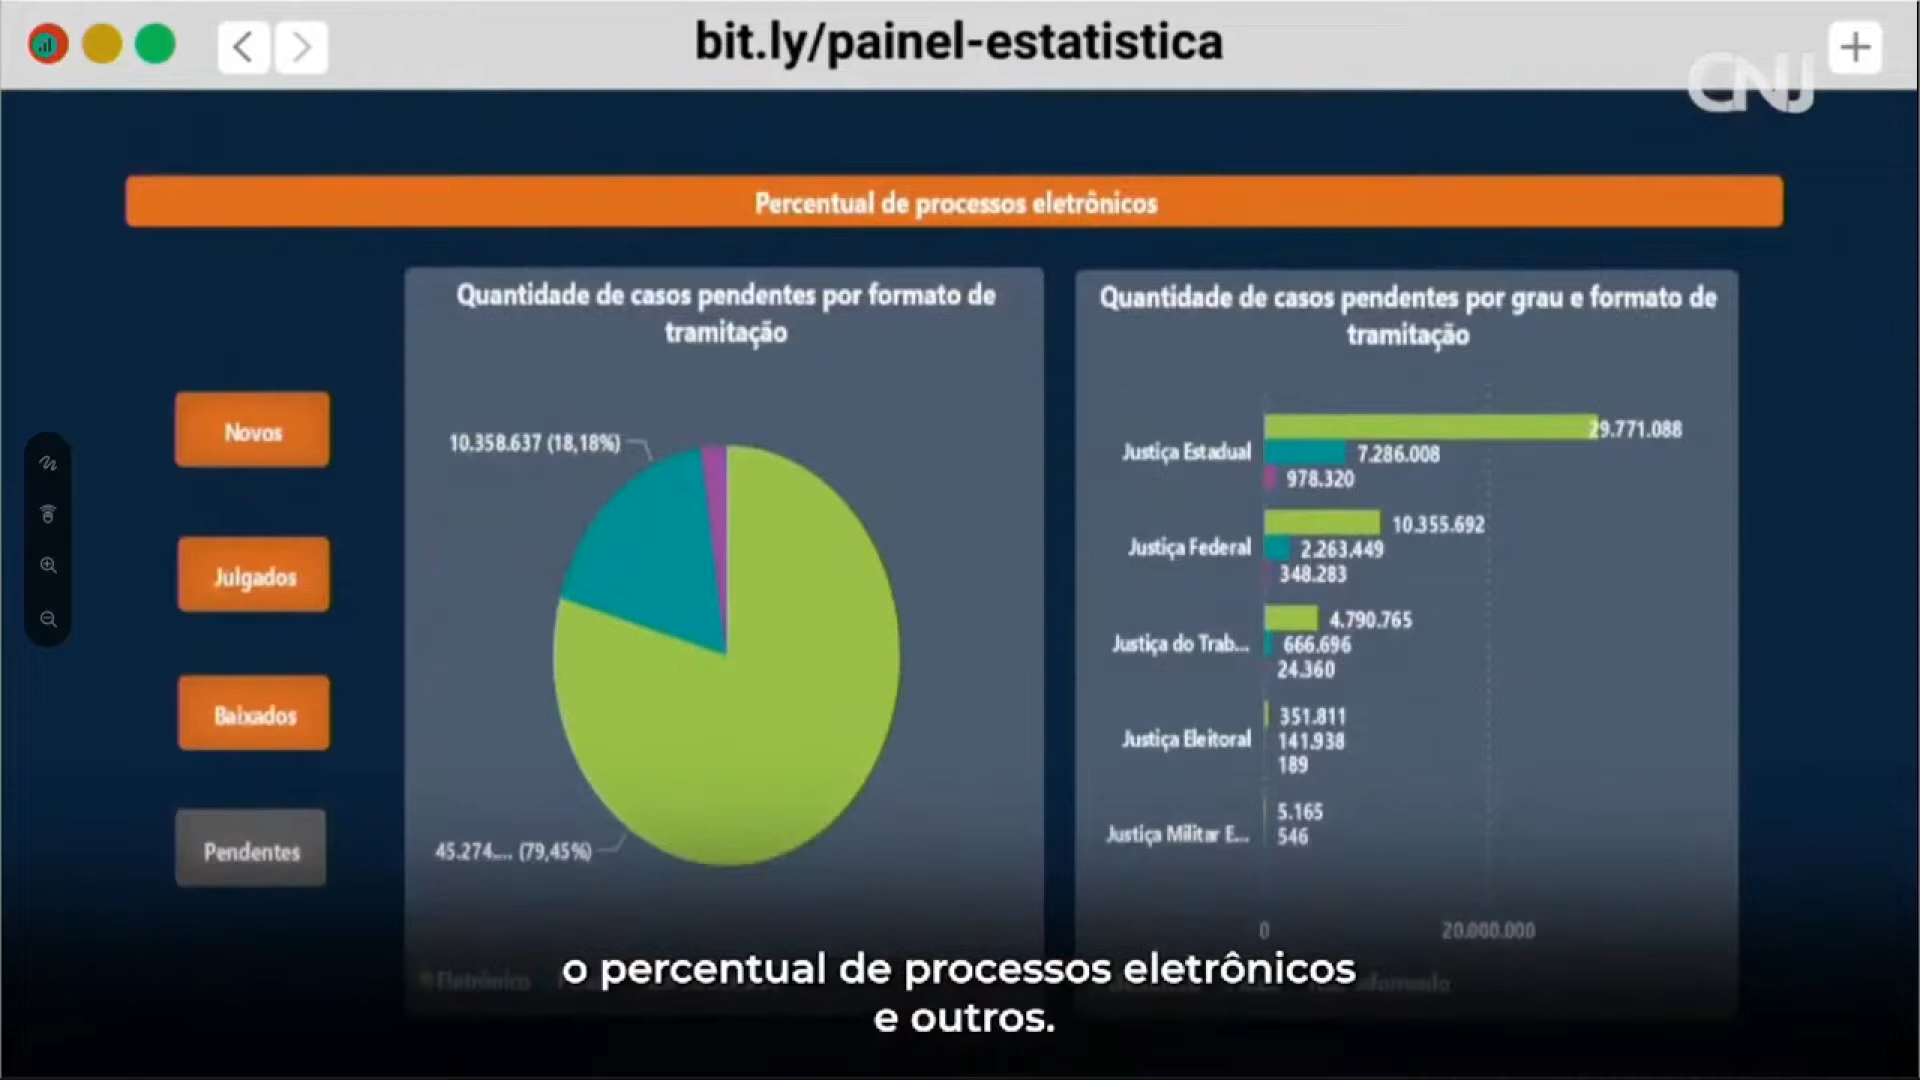 bit.ly/painel-estatistica
CNJ
Percentual de processos eletrônicos
Novos
Julgados
Baixados
Pendentes
Quantidade de casos pendentes por formato de
tramitação
10.358.637 (18,18%)
45.274.... (79,45%)
Eletrônico
Quantidade de casos pendentes por grau e formato de
tramitação
Justiça Estadual
29.771.088
7.286.008
978.320
Justiça Federal
10.355.692
2.263.449
348.283
Justiça do Trab...
4.790.765
666.696
24.360
Justiça Eleitoral
351.811
141.938
189
Justiça Militar E...
5.165
546
0 20.000.000
o percentual de processos eletrônicos
e outros.